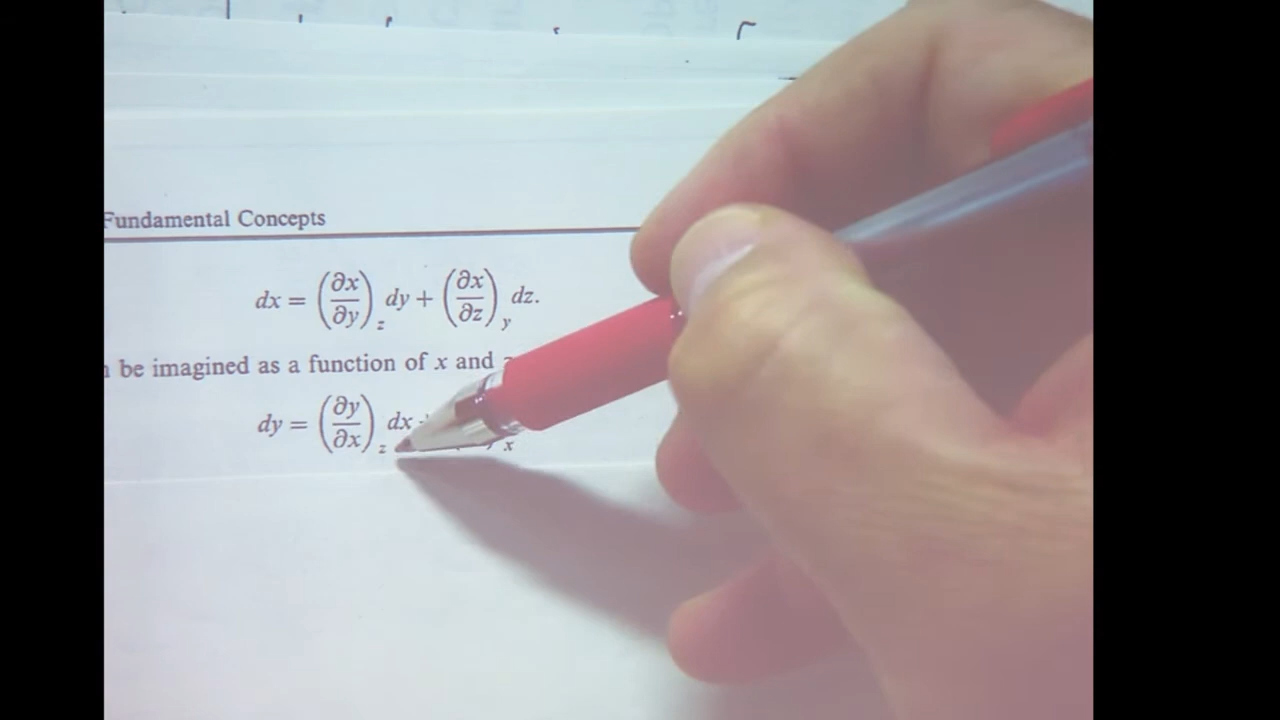 Fundamental Concepts
dx = (∂x/∂y)_z dy + (∂x/∂z)_y dz.
be imagined as a function of x and
dy = (∂y/∂x)_z dx x